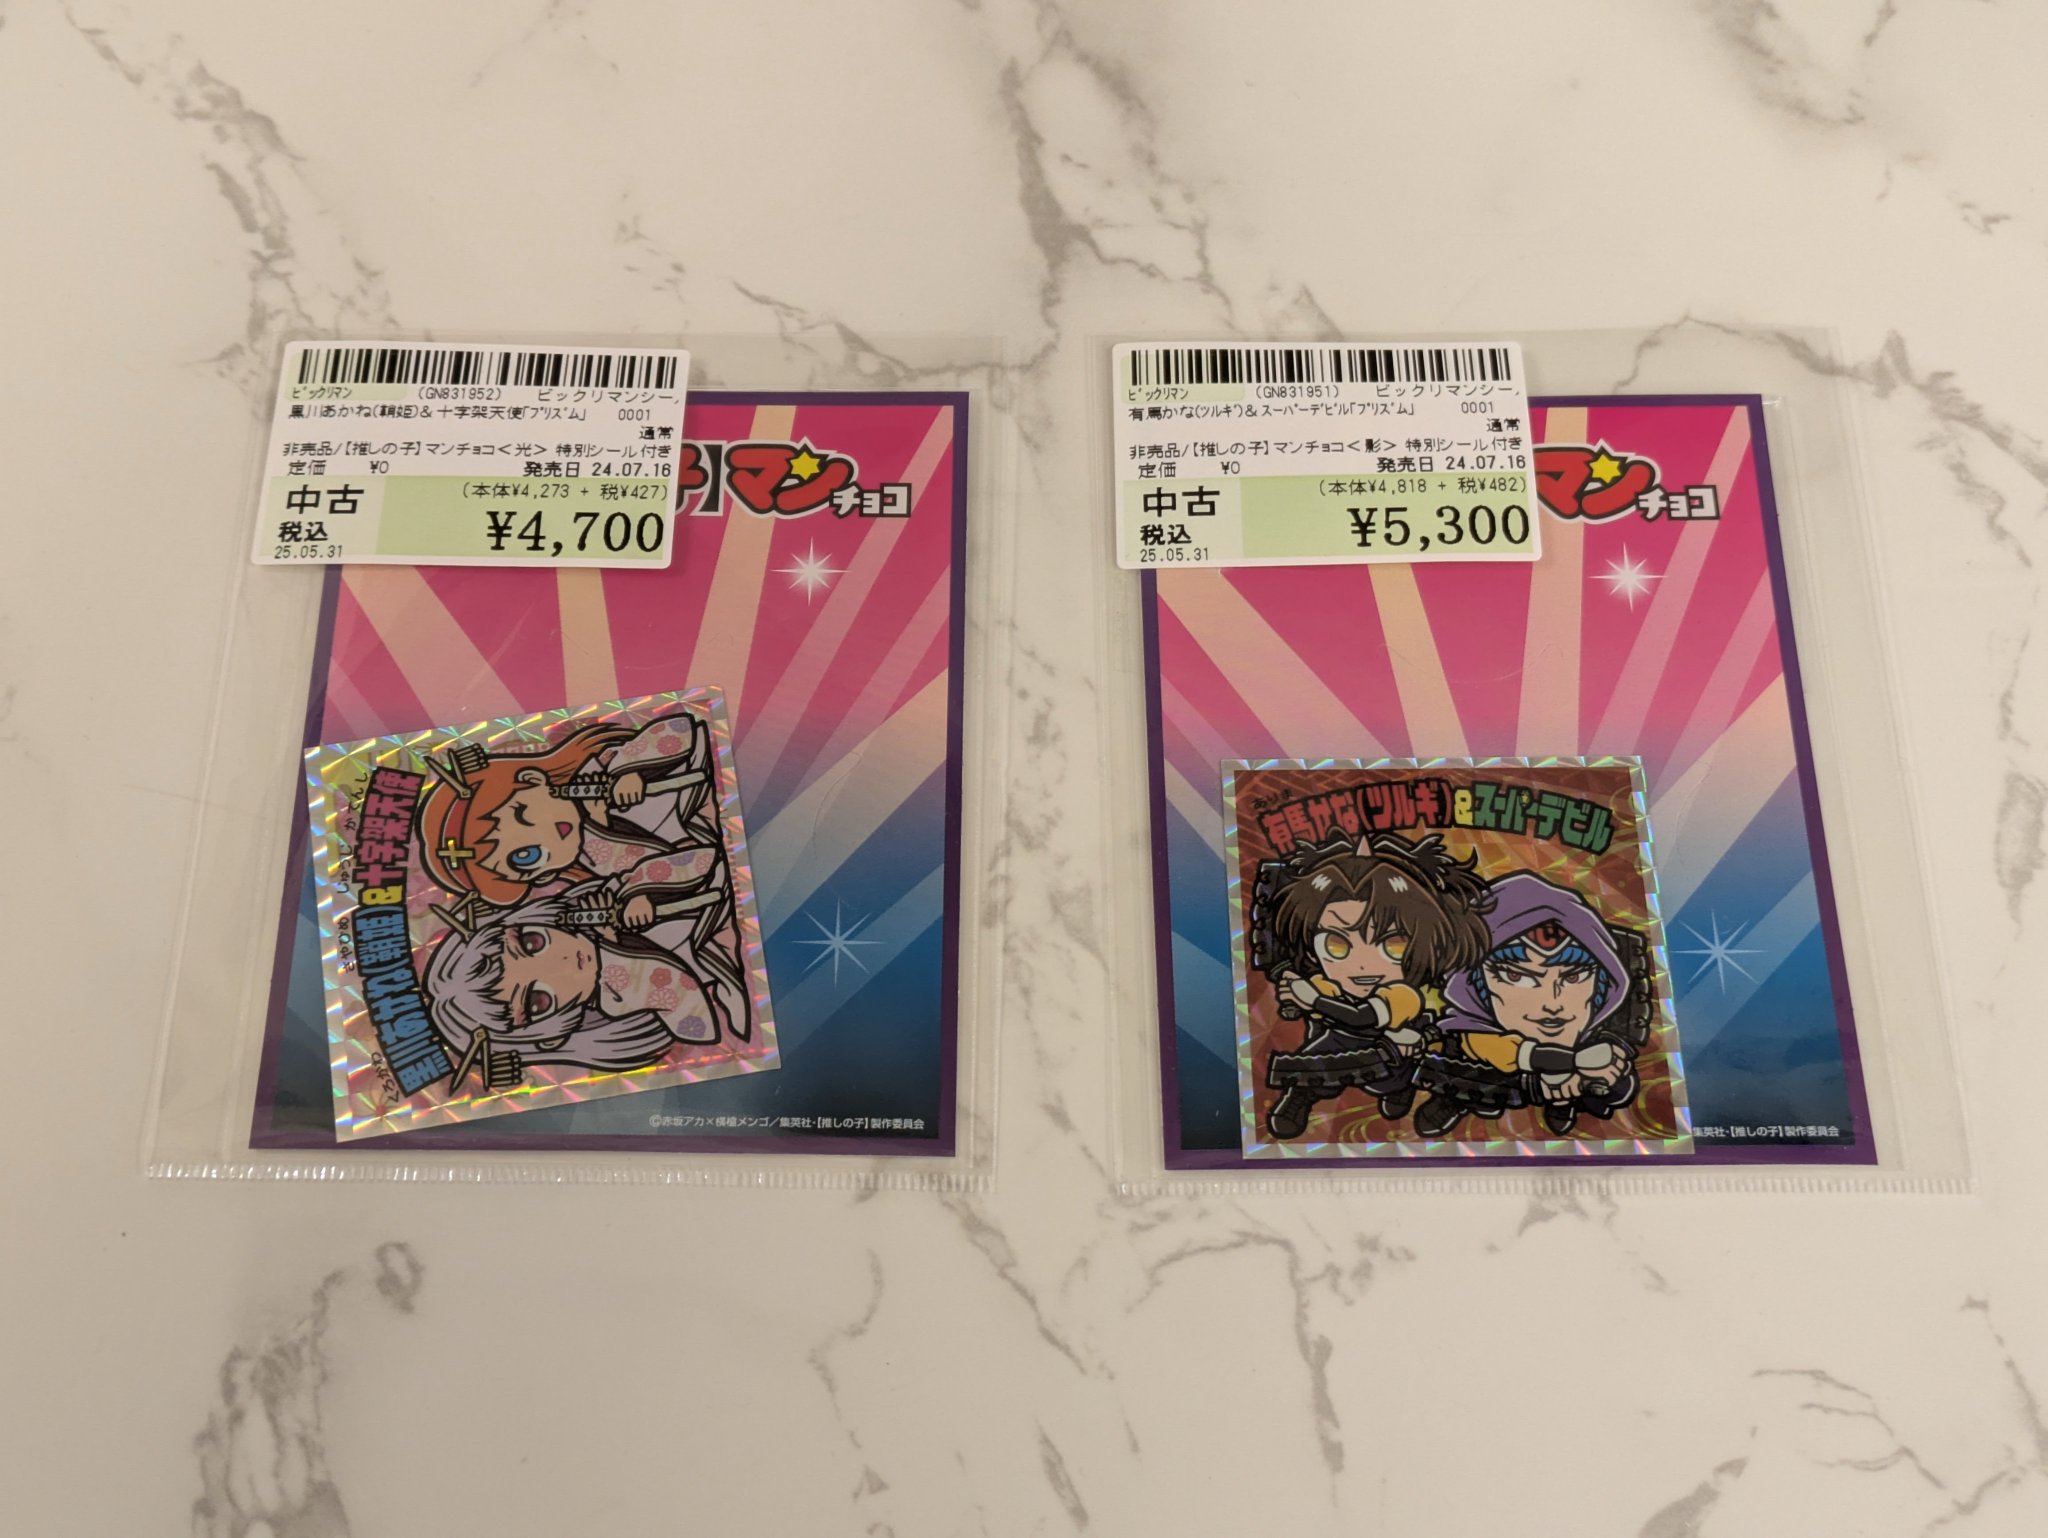 ビックリマン (GN831952) ビックリマンシー,
黒川あかね(鞘姫)& 十字架天使「プリズム」 0001
通常
非売品/【推しの子】マンチョコ<光> 特別シール付き
定価 ¥0 発売日 24.07.16
中古 (本体¥4,273 + 税¥427)
税込 ¥4,700
25.05.31
子】マンチョコ
くろかわ さやひめ じゅうじかてんし
黒川あかね(鞘姫)&十字架天使
©赤坂アカ×横槍メンゴ/集英社・【推しの子】製作委員会
ビックリマン (GN831951) ビックリマンシー,
有馬かな(ツルギ)& スーパーデビル「プリズム」 0001
通常
非売品/【推しの子】マンチョコ<影> 特別シール付き
定価 ¥0 発売日 24.07.16
中古 (本体¥4,818 + 税¥482)
税込 ¥5,300
25.05.31
マンチョコ
ありま
有馬かな(ツルギ)&スーパーデビル
集英社・【推しの子】製作委員会